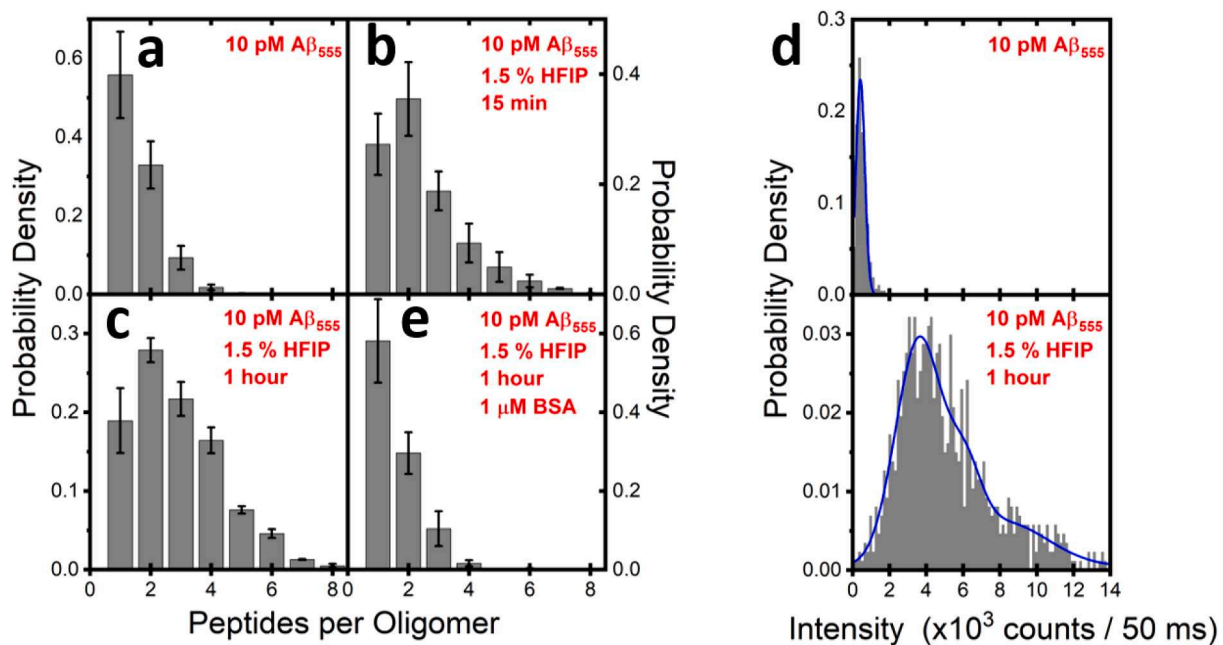 a
10 pM Aβ555
b
10 pM Aβ555
1.5 % HFIP
15 min
c
10 pM Aβ555
1.5 % HFIP
1 hour
e
10 pM Aβ555
1.5 % HFIP
1 hour
1 μM BSA
0.6
0.4
0.2
0.0
0.3
0.2
0.1
0.0
Probability Density
0.4
0.2
0.0
0.6
0.4
0.2
0.0
Probability Density
0 2 4 6 8 0 2 4 6 8
Peptides per Oligomer
d
10 pM Aβ555
0.3
0.2
0.1
0.0
10 pM Aβ555
1.5 % HFIP
1 hour
0.03
0.02
0.01
0.00
Probability Density
0 2 4 6 8 10 12 14
Intensity (x10³ counts / 50 ms)